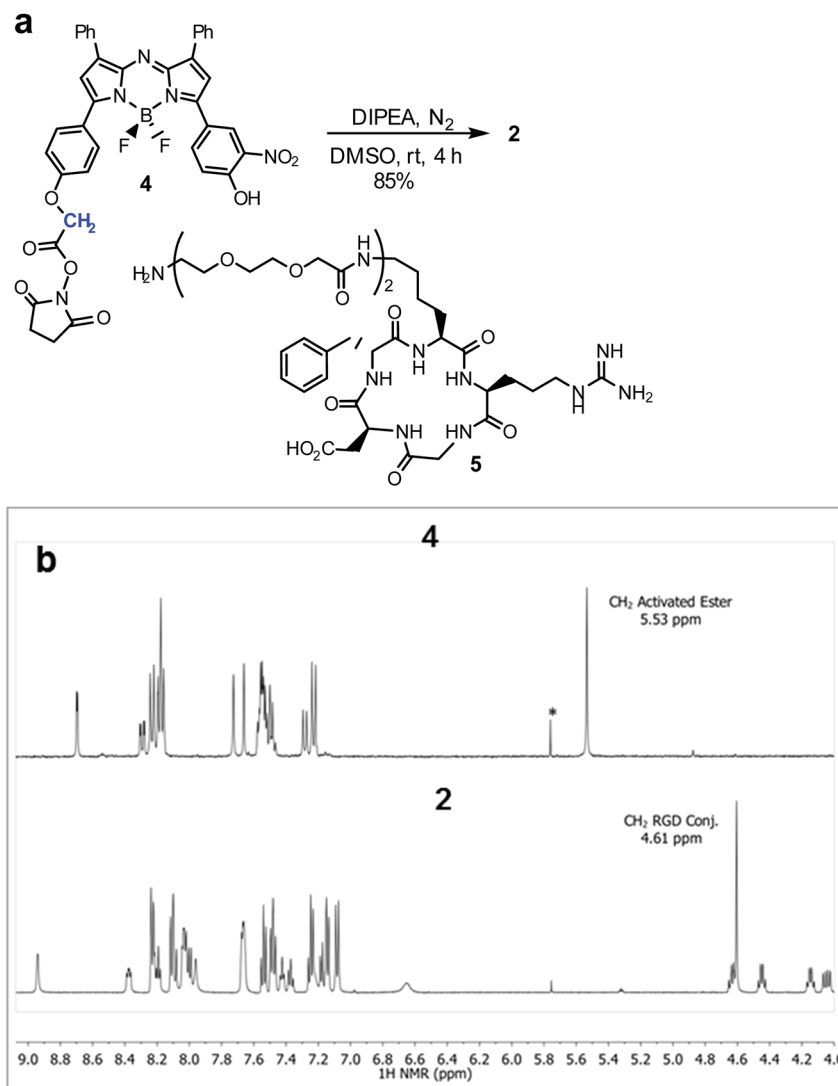 a
Ph
Ph
N
N
N
B
F
F
NO₂
OH
4
O
CH₂
O
O
N
O
O
DIPEA, N₂
DMSO, rt, 4 h
85%
2
H₂N
O
O
O
H
N
2
O
O
N
H
O
NH
NH
HN
N
H
NH₂
O
O
HO₂C
NH
HN
O
O
5
b
4
CH₂ Activated Ester
5.53 ppm
*
2
CH₂ RGD Conj.
4.61 ppm
9.0 8.8 8.6 8.4 8.2 8.0 7.8 7.6 7.4 7.2 7.0 6.8 6.6 6.4 6.2 6.0 5.8 5.6 5.4 5.2 5.0 4.8 4.6 4.4 4.2 4.0
1H NMR (ppm)